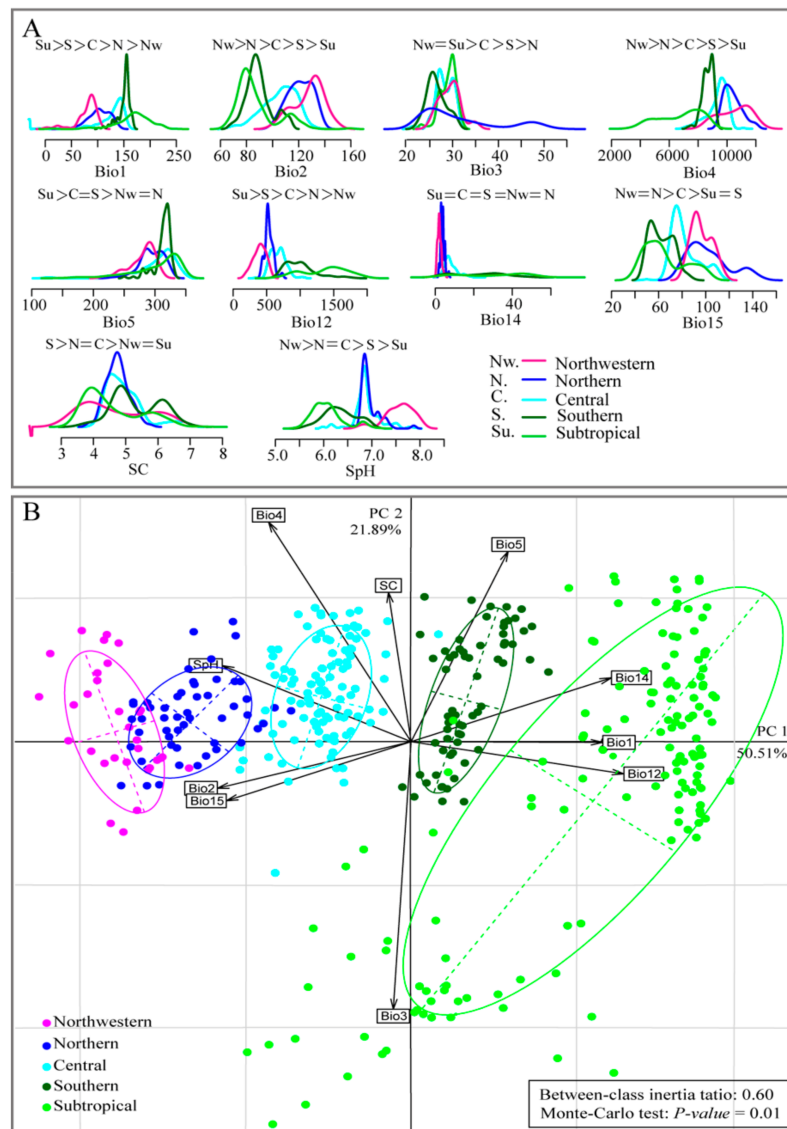 A
Su>S>C>N>Nw
Nw>N>C>S>Su
Nw=Su>C>S>N
Nw>N>C>S>Su
0 50 150 250
60 80 120 160
20 30 40 50
2000 6000 10000
Bio1
Bio2
Bio3
Bio4
Su>C=S>Nw=N
Su>S>C>N>Nw
Su=C=S=Nw=N
Nw=N>C>Su=S
100 200 300
0 500 1500
0 20 40
20 60 100 140
Bio5
Bio12
Bio14
Bio15
S>N=C>Nw=Su
Nw>N=C>S>Su
3 4 5 6 7 8
5.0 6.0 7.0 8.0
SC
SpH
Nw. Northwestern
N. Northern
C. Central
S. Southern
Su. Subtropical
B
PC 2
21.89%
Bio4
Bio5
SC
SpH
Bio14
PC 1
Bio1
50.51%
Bio12
Bio2
Bio15
Bio3
Northwestern
Northern
Central
Southern
Subtropical
Between-class inertia tatio: 0.60
Monte-Carlo test: P-value = 0.01